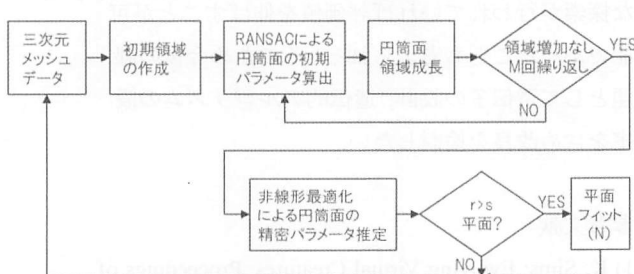 三次元
メッシュ
データ
初期領域
の作成
RANSACによる
円筒面の初期
パラメータ算出
円筒面
領域成長
領域増加なし
M回繰り返し
YES
NO
非線形最適化
による円筒面の
精密パラメータ推定
r>s
平面?
YES
平面
フィット
(N)
NO